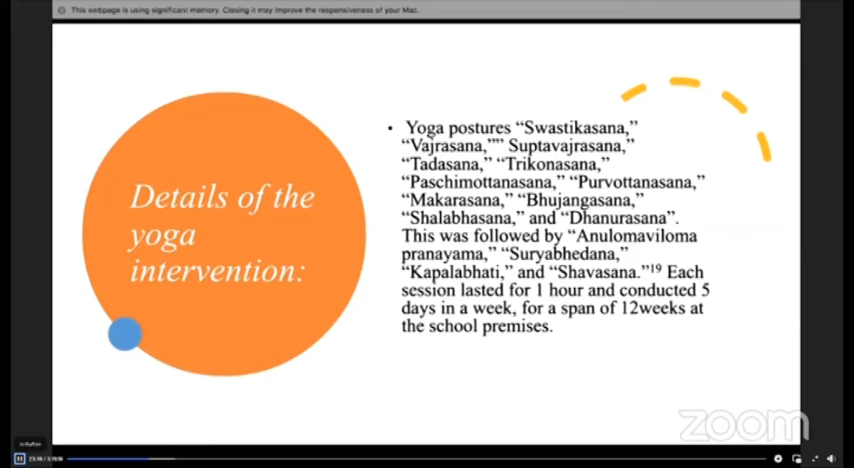 This webpage is using significant memory. Closing it may improve the responsiveness of your Mac.
Details of the
yoga
intervention:
• Yoga postures “Swastikasana,”
“Vajrasana,”” Suptavajrasana,”
“Tadasana,” “Trikonasana,”
“Paschimottanasana,” “Purvottanasana,”
“Makarasana,” “Bhujangasana,”
“Shalabhasana,” and “Dhanurasana”.
This was followed by “Anulomaviloma
pranayama,” “Suryabhedana,”
“Kapalabhati,” and “Shavasana.”19 Each
session lasted for 1 hour and conducted 5
days in a week, for a span of 12weeks at
the school premises.
zoom